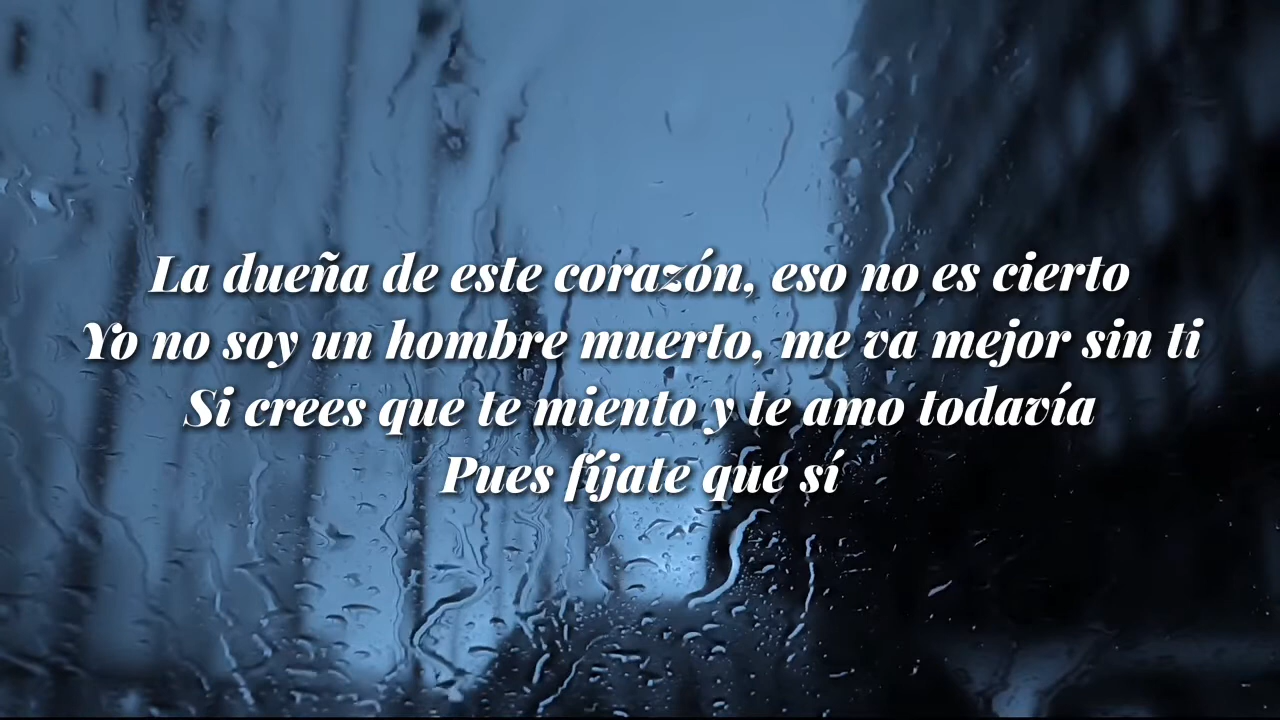 La dueña de este corazón, eso no es cierto
Yo no soy un hombre muerto, me va mejor sin ti
Si crees que te miento y te amo todavía
Pues fíjate que sí